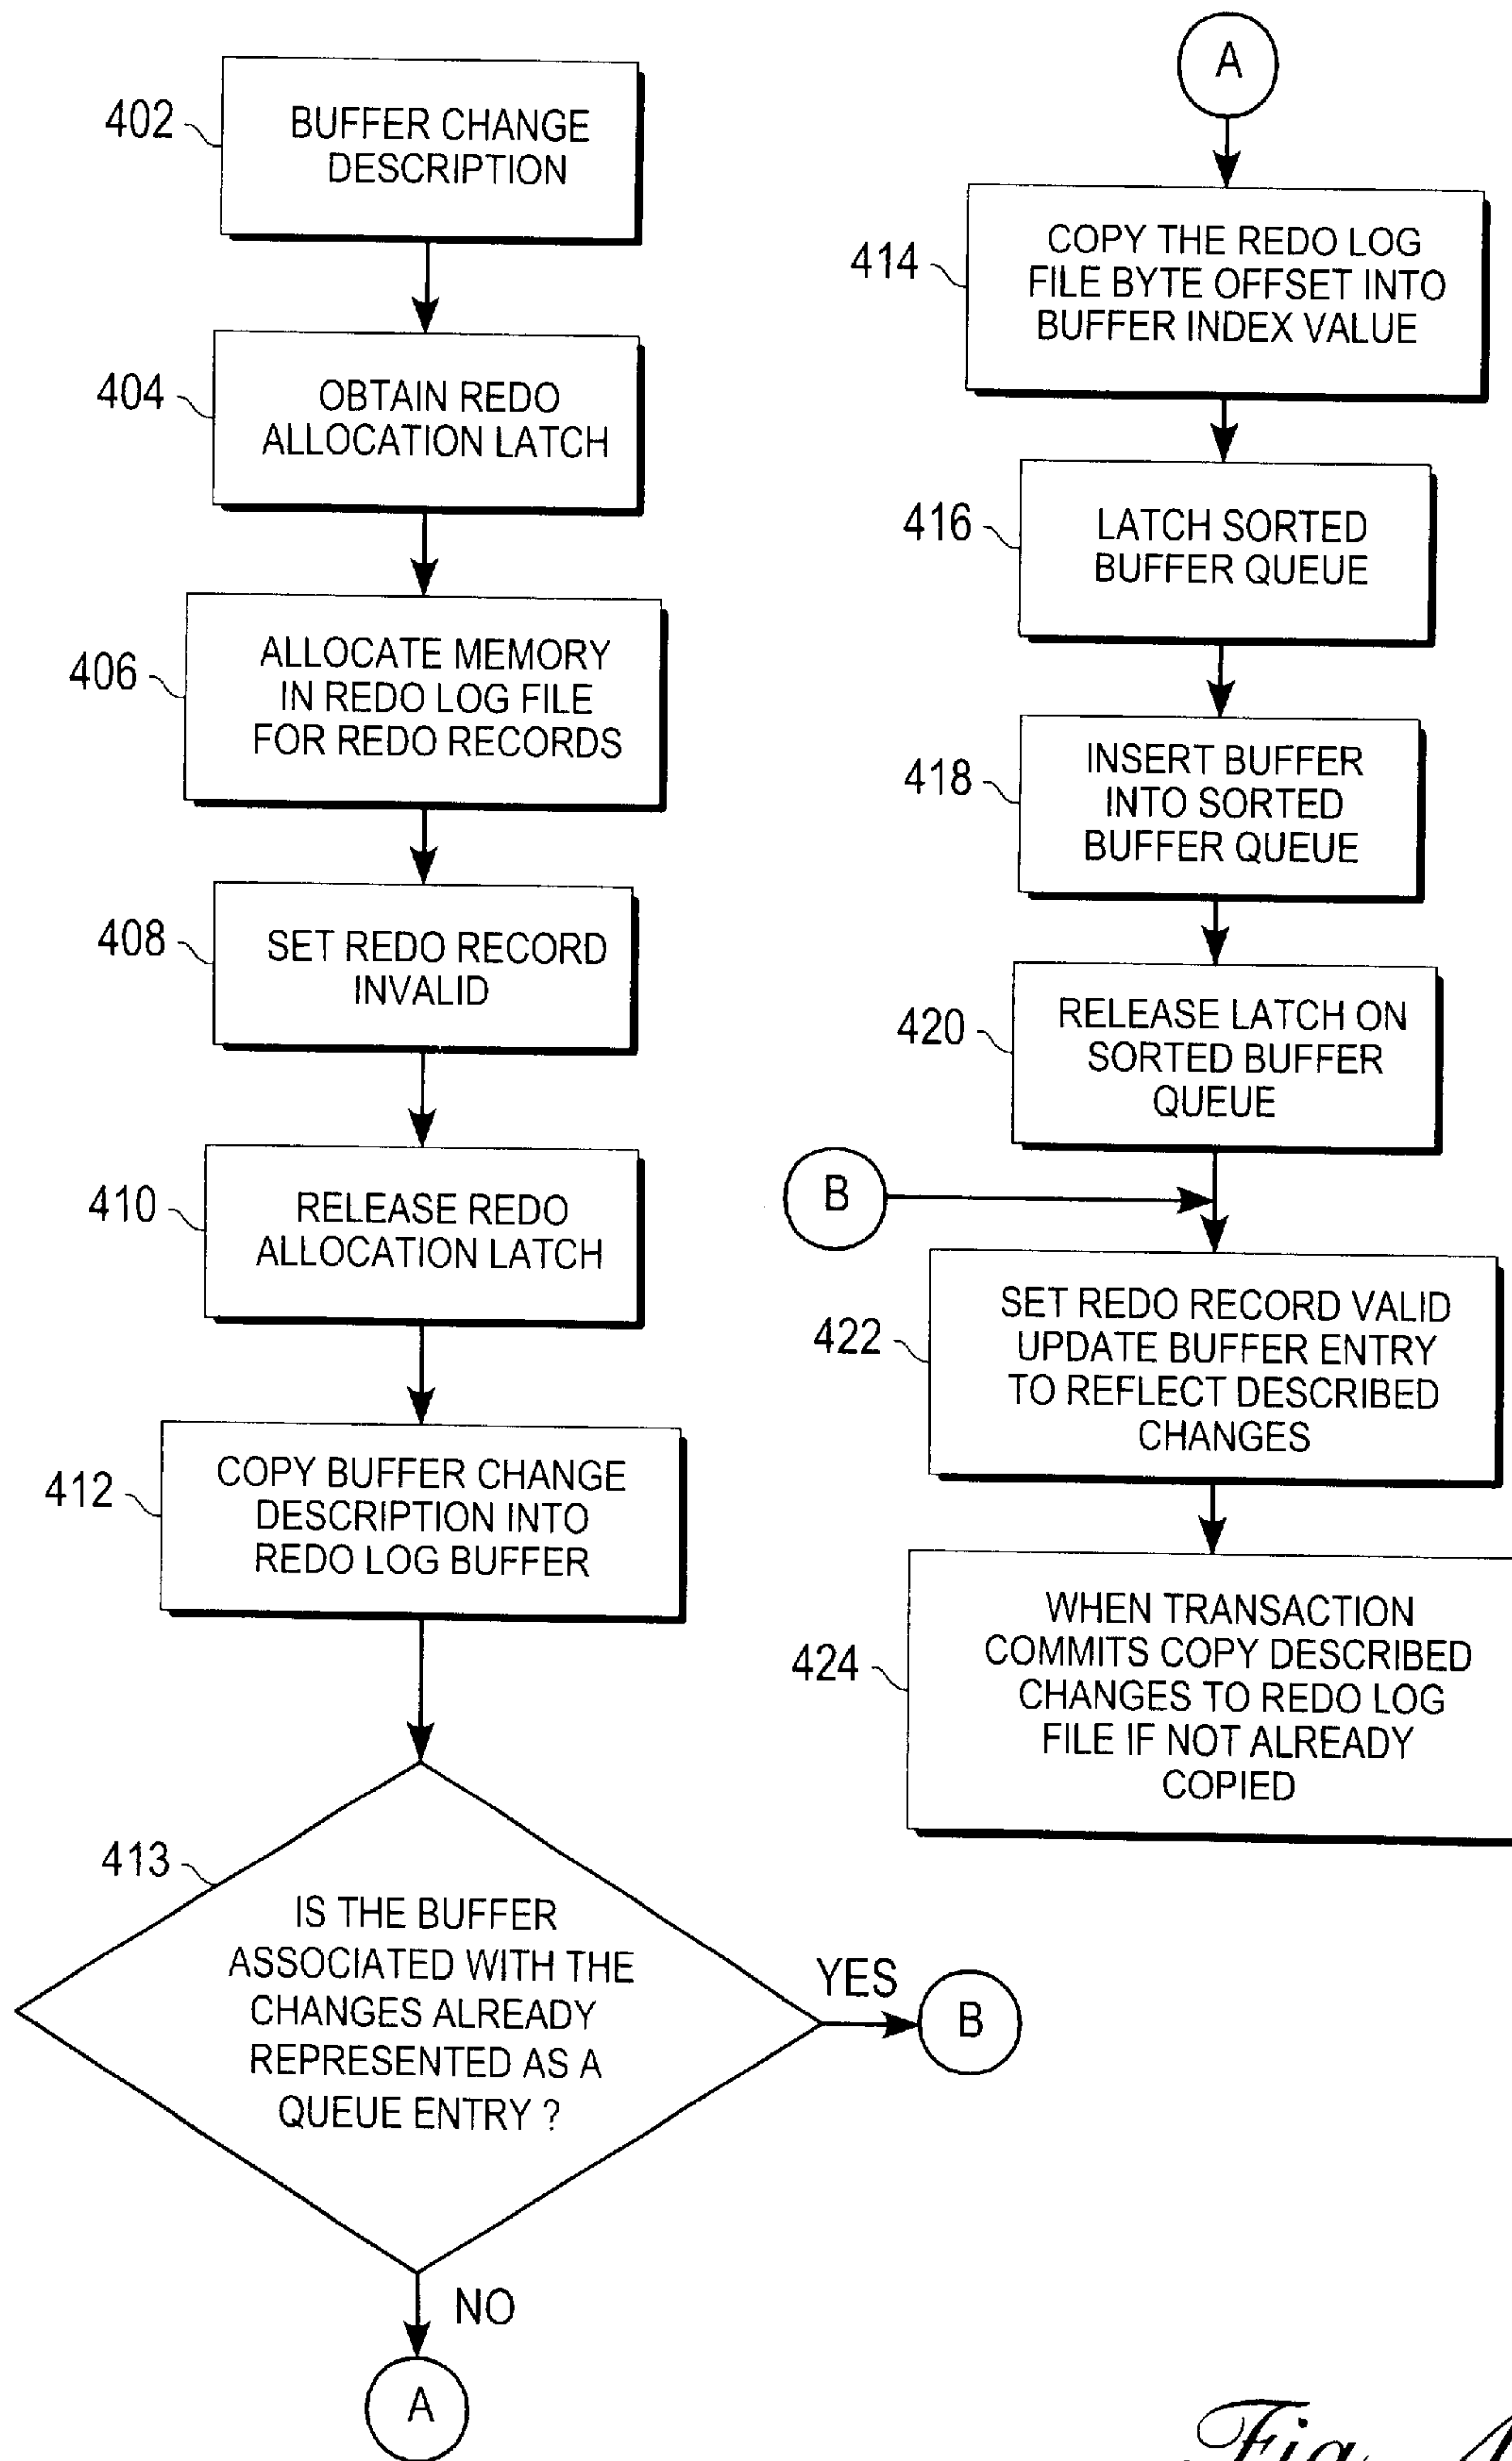 402
BUFFER CHANGE
DESCRIPTION
404
OBTAIN REDO
ALLOCATION LATCH
406
ALLOCATE MEMORY
IN REDO LOG FILE
FOR REDO RECORDS
408
SET REDO RECORD
INVALID
410
RELEASE REDO
ALLOCATION LATCH
412
COPY BUFFER CHANGE
DESCRIPTION INTO
REDO LOG BUFFER
413
IS THE BUFFER
ASSOCIATED WITH THE
CHANGES ALREADY
REPRESENTED AS A
QUEUE ENTRY ?
YES
B
NO
A
A
414
COPY THE REDO LOG
FILE BYTE OFFSET INTO
BUFFER INDEX VALUE
416
LATCH SORTED
BUFFER QUEUE
418
INSERT BUFFER
INTO SORTED
BUFFER QUEUE
420
RELEASE LATCH ON
SORTED BUFFER
QUEUE
B
422
SET REDO RECORD VALID
UPDATE BUFFER ENTRY
TO REFLECT DESCRIBED
CHANGES
424
WHEN TRANSACTION
COMMITS COPY DESCRIBED
CHANGES TO REDO LOG
FILE IF NOT ALREADY
COPIED
Fig.